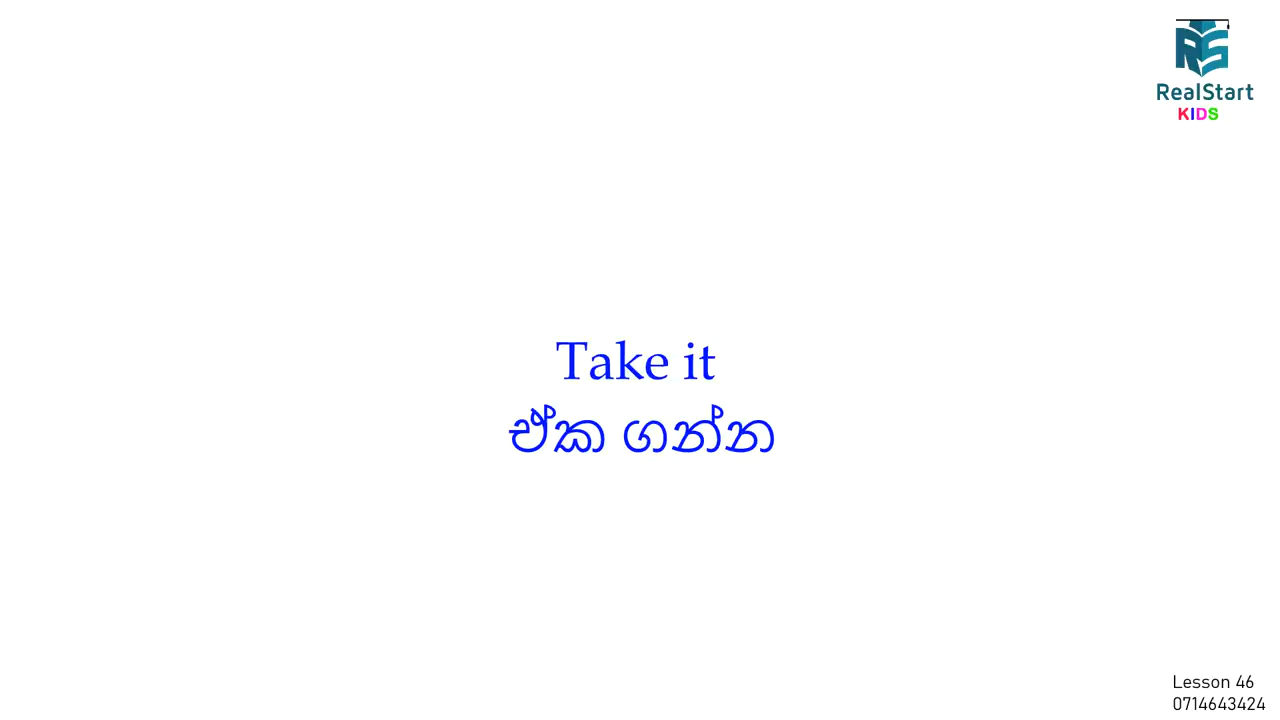 RealStart
KIDS
Take it
ඒක ගන්න
Lesson 46
0714643424